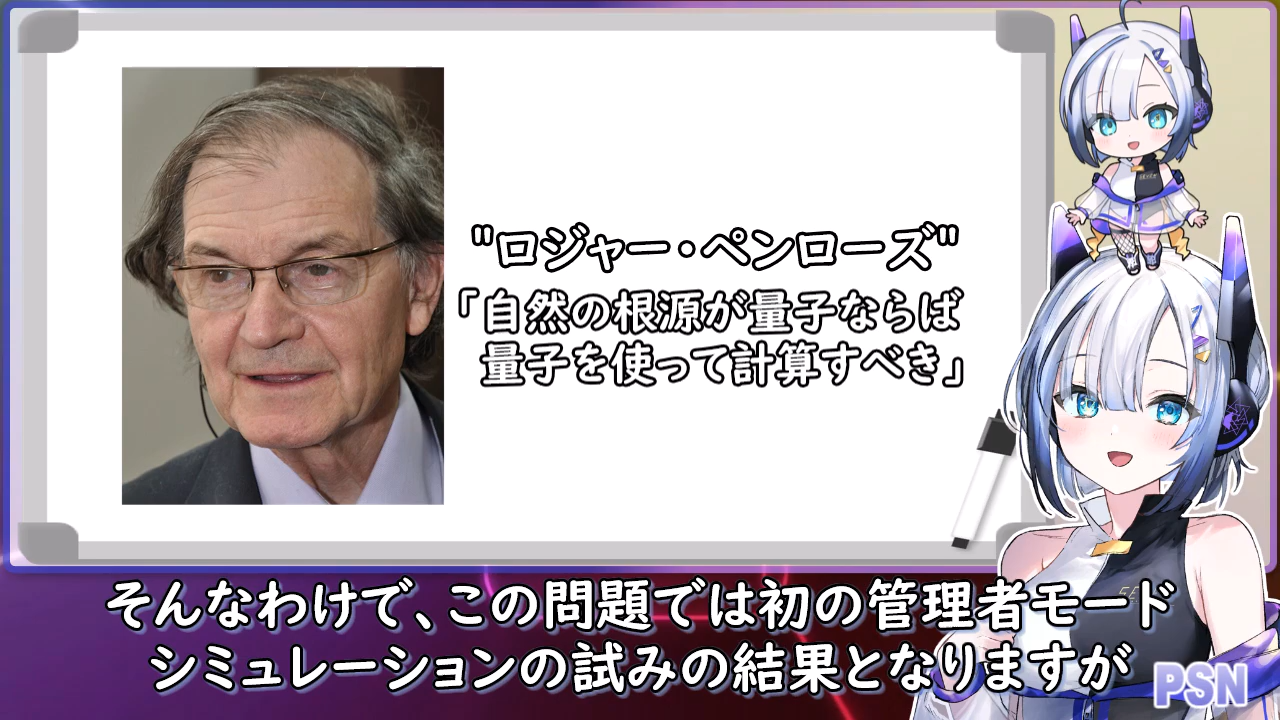 "ロジャー・ペンローズ"
「自然の根源が量子ならば
量子を使って計算すべき」
そんなわけで、この問題では初の管理者モード
シミュレーションの試みの結果となりますが
PSN